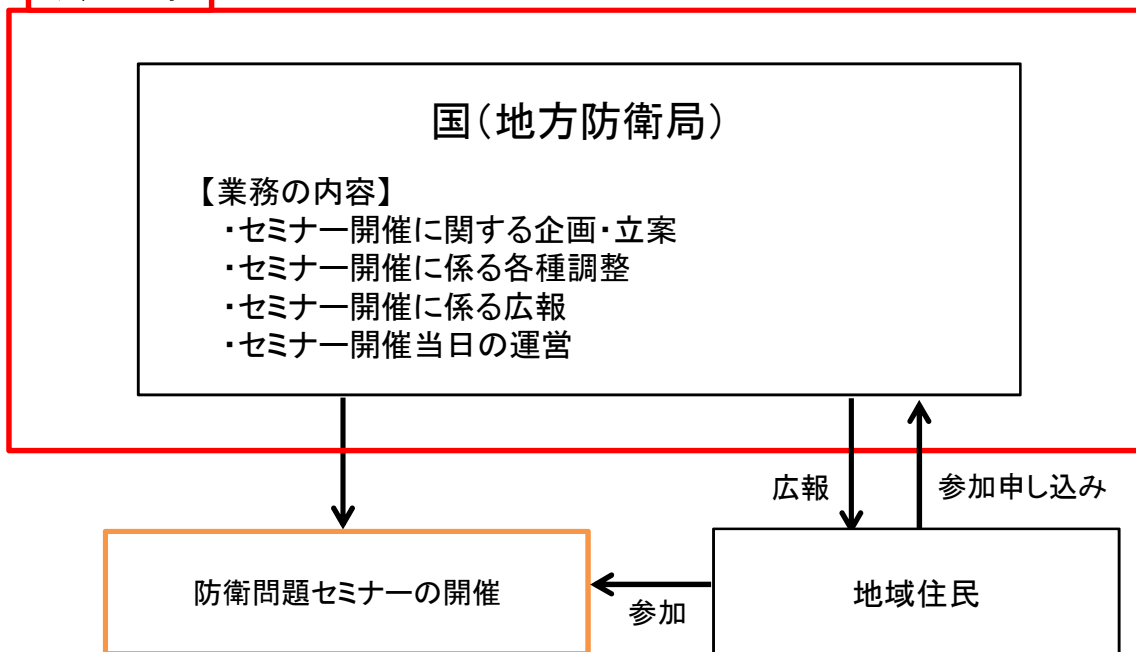 国(地方防衛局)
【業務の内容】
・セミナー開催に関する企画・立案
・セミナー開催に係る各種調整
・セミナー開催に係る広報
・セミナー開催当日の運営
広報
参加申し込み
防衛問題セミナーの開催
参加
地域住民